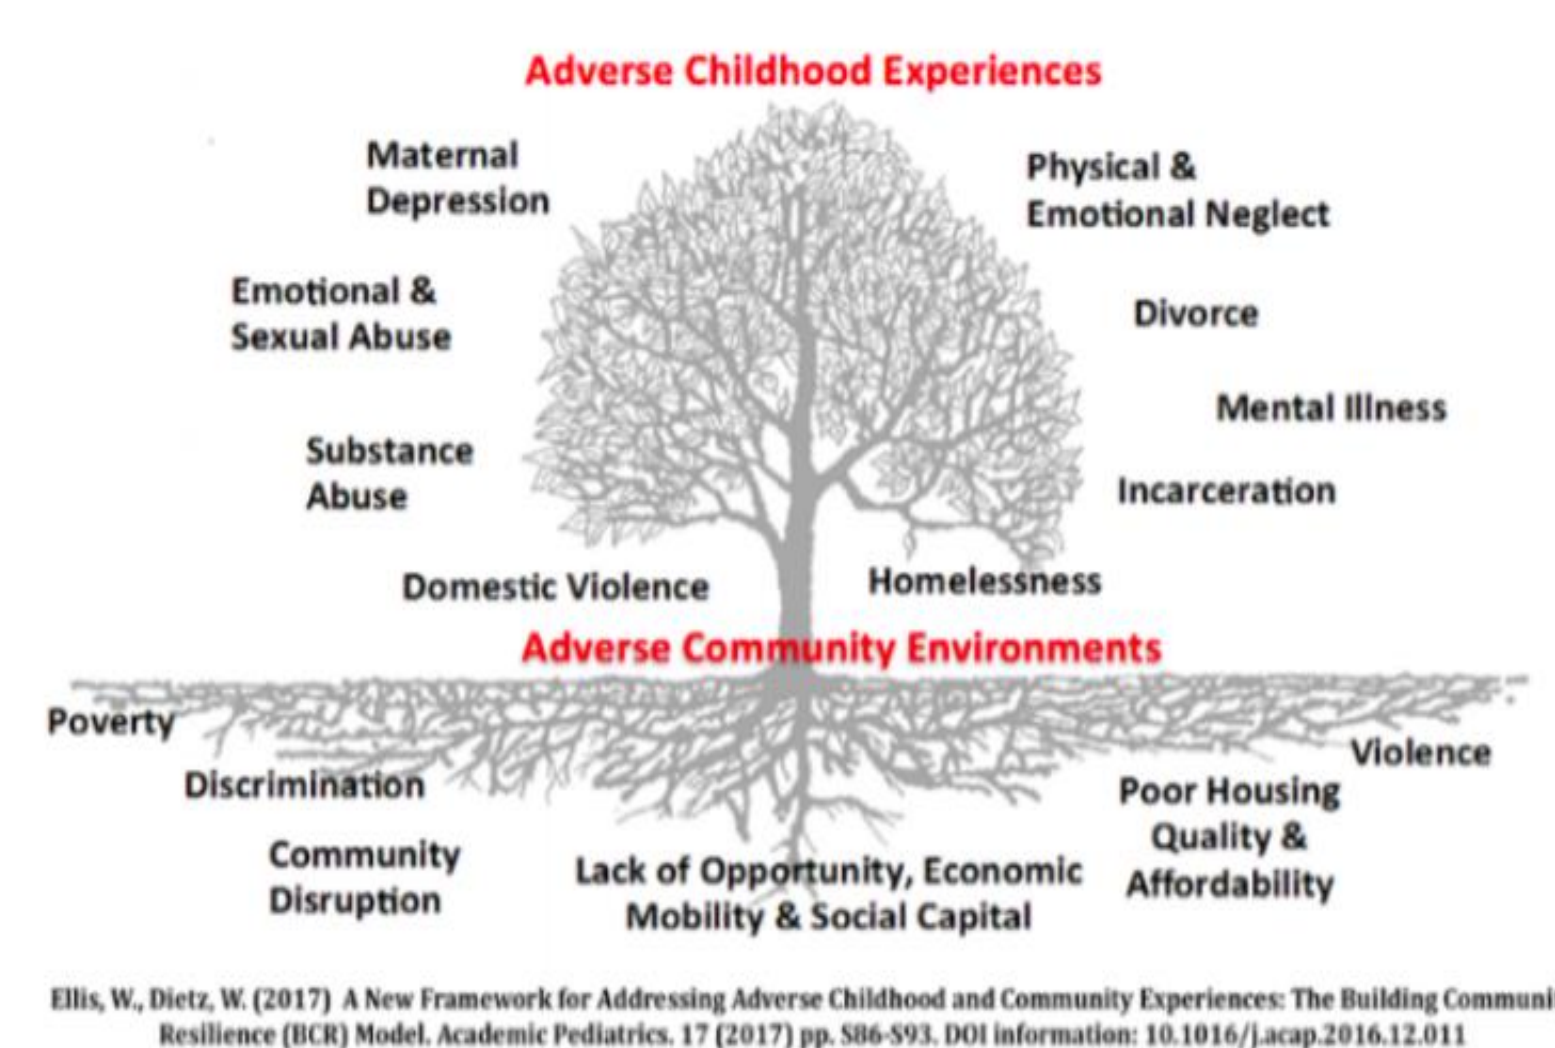 Adverse Childhood Experiences
Maternal
Depression
Physical &
Emotional Neglect
Emotional &
Sexual Abuse
Divorce
Mental Illness
Substance
Abuse
Incarceration
Domestic Violence
Homelessness
Adverse Community Environments
Poverty
Violence
Discrimination
Poor Housing
Quality &
Affordability
Community
Disruption
Lack of Opportunity, Economic
Mobility & Social Capital
Ellis, W., Dietz, W. (2017) A New Framework for Addressing Adverse Childhood and Community Experiences: The Building Communi
Resilience (BCR) Model. Academic Pediatrics. 17 (2017) pp. S86-S93. DOI information: 10.1016/j.acap.2016.12.011